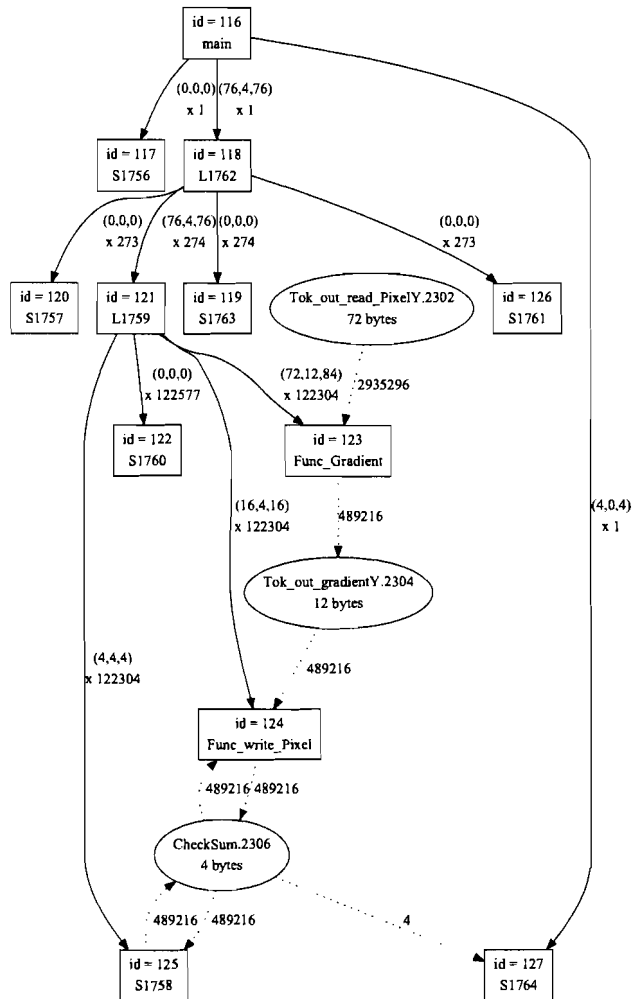 id = 116
main
(0,0,0)
x 1
(76,4,76)
x 1
id = 117
S1756
id = 118
L1762
(0,0,0)
x 273
(76,4,76)
x 274
(0,0,0)
x 274
(0,0,0)
x 273
id = 120
S1757
id = 121
L1759
id = 119
S1763
Tok_out_read_PixelY.2302
72 bytes
id = 126
S1761
(0,0,0)
x 122577
(72,12,84)
x 122304
2935296
id = 122
S1760
id = 123
Func_Gradient
(16,4,16)
x 122304
489216
(4,0,4)
x 1
Tok_out_gradientY.2304
12 bytes
(4,4,4)
x 122304
489216
id = 124
Func_write_Pixel
489216
489216
CheckSum.2306
4 bytes
489216
489216
4
id = 125
S1758
id = 127
S1764